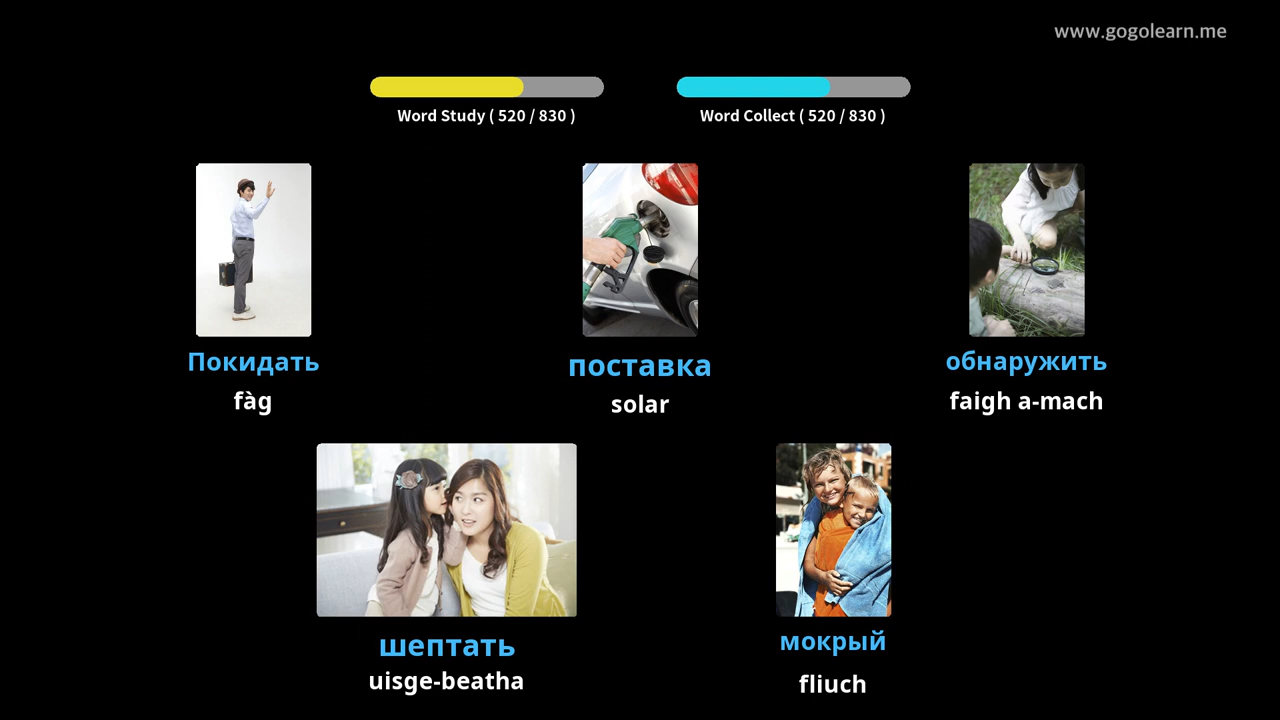 www.gogolearn.me
Word Study ( 520 / 830 )
Word Collect ( 520 / 830 )
Покидать
fàg
поставка
solar
обнаружить
faigh a-mach
шептать
uisge-beatha
мокрый
fliuch